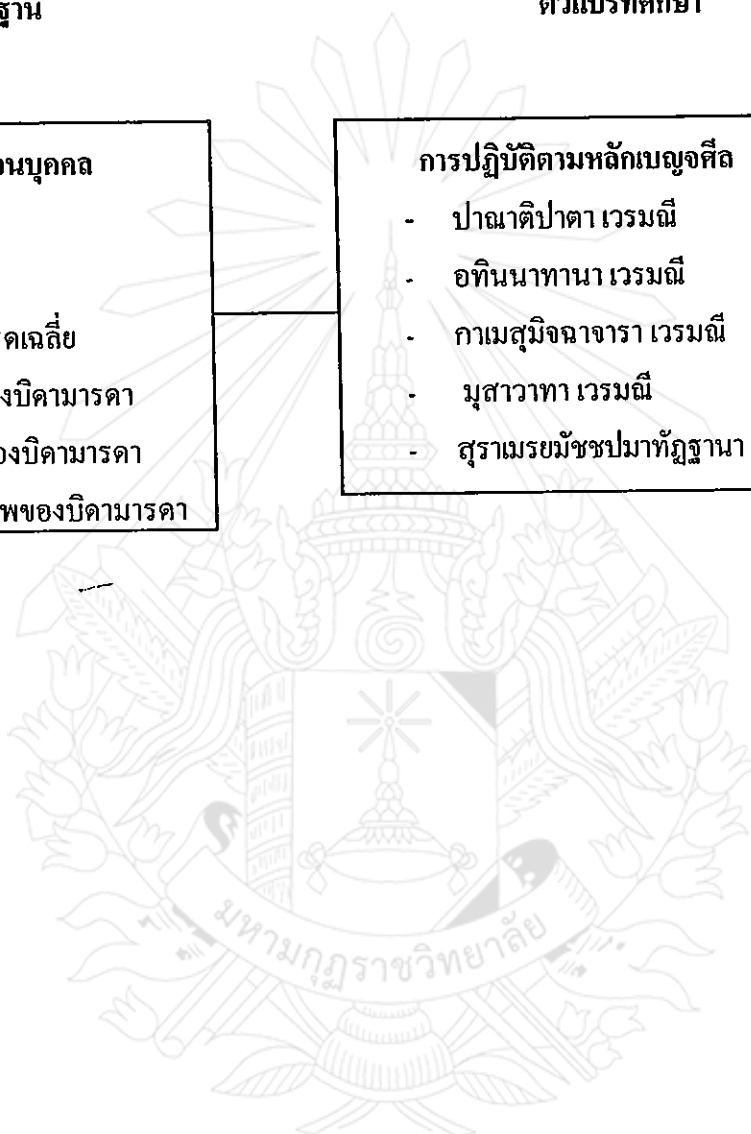 ฐาน
ตัวแปรที่ศึกษา
นบุคคล
ดเฉลี่ย
งบิดามารดา
องบิดามารดา
พของบิดามารดา
การปฏิบัติตามหลักเบญจศีล
- ปาณาติปาตา เวรมณี
- อทินนาทานา เวรมณี
- กาเมสุมิจฉาจารา เวรมณี
- มุสาวาทา เวรมณี
- สุราเมรยมัชชปมาทัฏฐานา
มหามกุฏราชวิทยาลัย